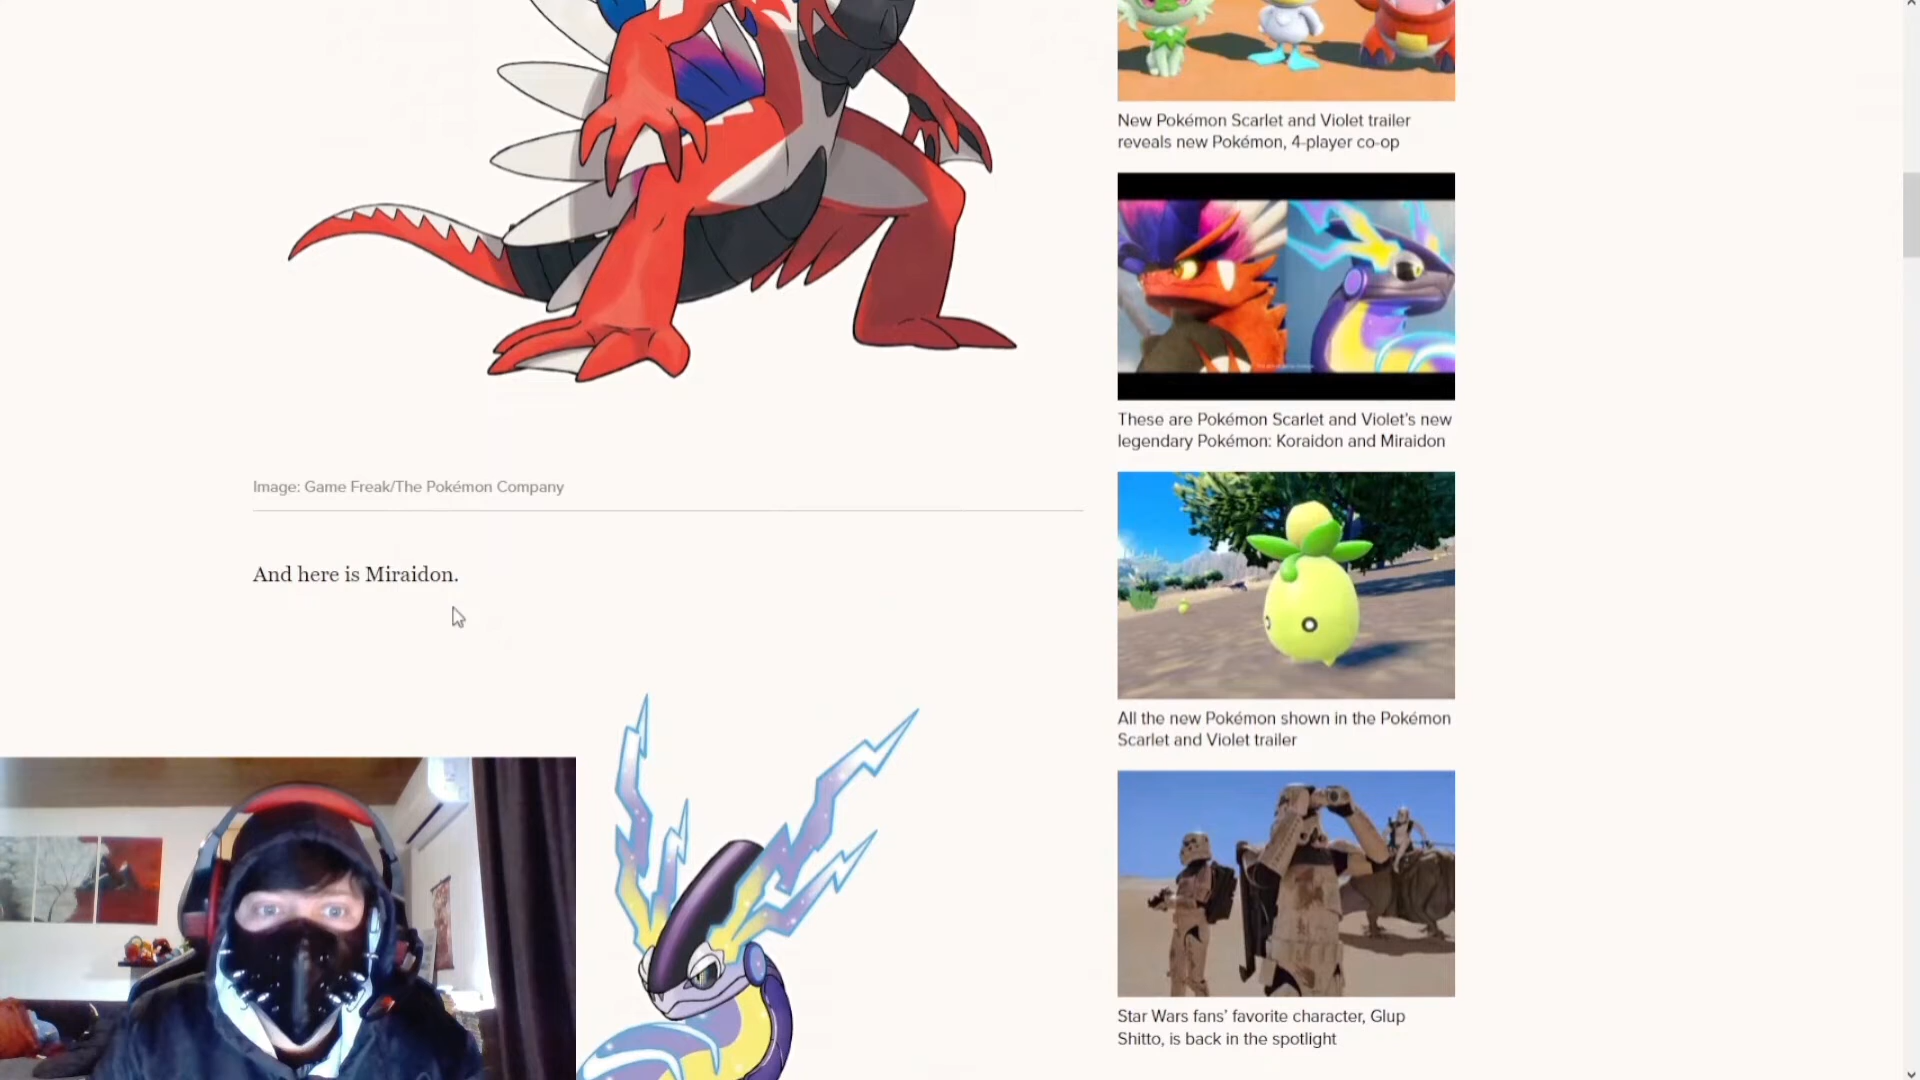 New Pokémon Scarlet and Violet trailer
reveals new Pokémon, 4-player co-op
These are Pokémon Scarlet and Violet's new
legendary Pokémon: Koraidon and Miraidon
Image: Game Freak/The Pokémon Company
And here is Miraidon.
All the new Pokémon shown in the Pokémon
Scarlet and Violet trailer
Star Wars fans' favorite character, Glup
Shitto, is back in the spotlight